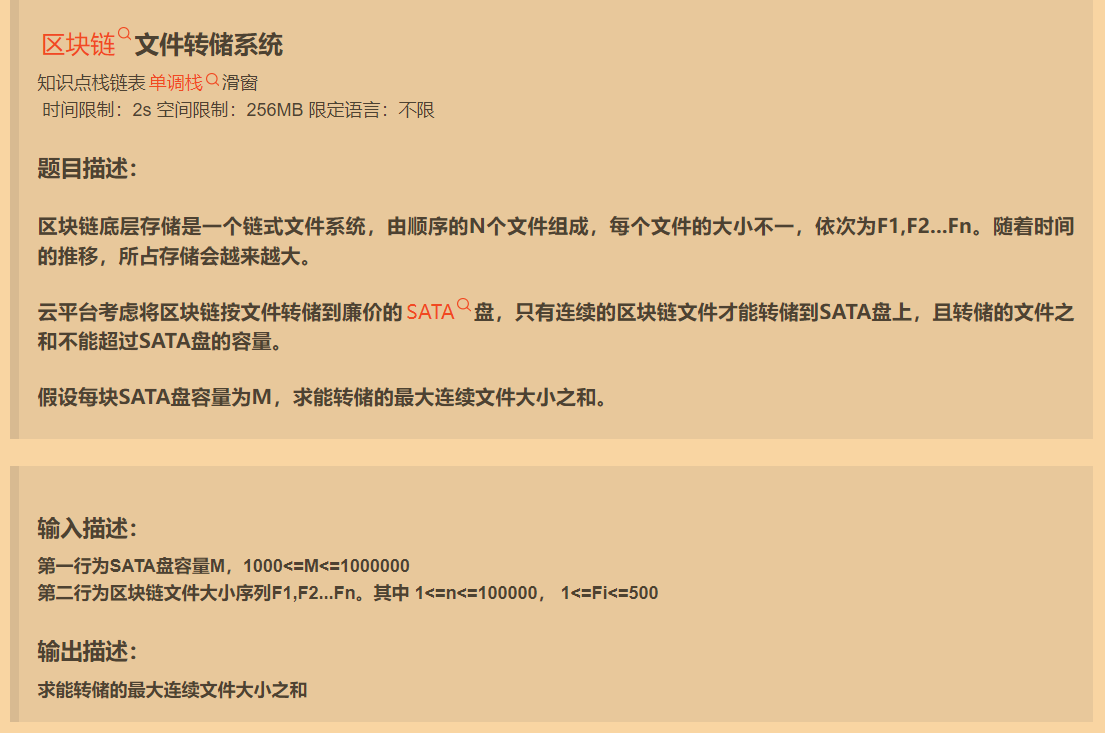 区块链文件转储系统
知识点栈链表单调栈滑窗
时间限制：2s 空间限制：256MB 限定语言：不限
题目描述：
区块链底层存储是一个链式文件系统，由顺序的N个文件组成，每个文件的大小不一，依次为F1,F2...Fn。随着时间
的推移，所占存储会越来越大。
云平台考虑将区块链按文件转储到廉价的SATA盘，只有连续的区块链文件才能转储到SATA盘上，且转储的文件之
和不能超过SATA盘的容量。
假设每块SATA盘容量为M，求能转储的最大连续文件大小之和。
输入描述：
第一行为SATA盘容量M，1000<=M<=1000000
第二行为区块链文件大小序列F1,F2...Fn。其中 1<=n<=100000， 1<=Fi<=500
输出描述：
求能转储的最大连续文件大小之和